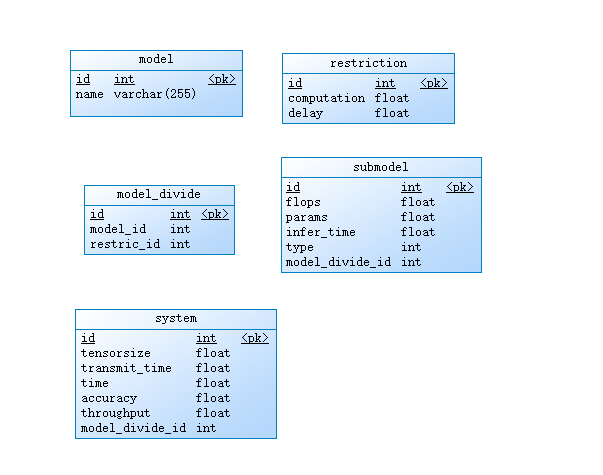 model
id int <pk>
name varchar(255)
restriction
id int <pk>
computation float
delay float
model_divide
id int <pk>
model_id int
restric_id int
submodel
id int <pk>
flops float
params float
infer_time float
type int
model_divide_id int
system
id int <pk>
tensorsize float
transmit_time float
time float
accuracy float
throughput float
model_divide_id int